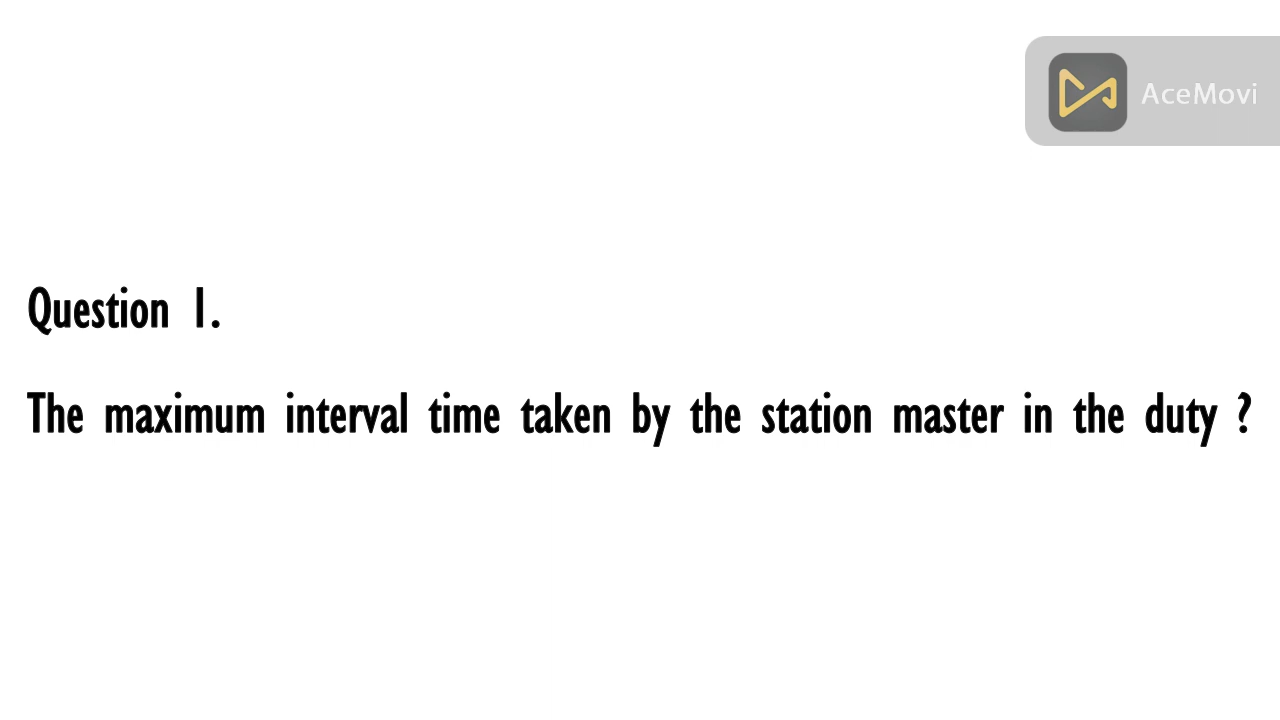 AceMovi
Question 1.
The maximum interval time taken by the station master in the duty ?